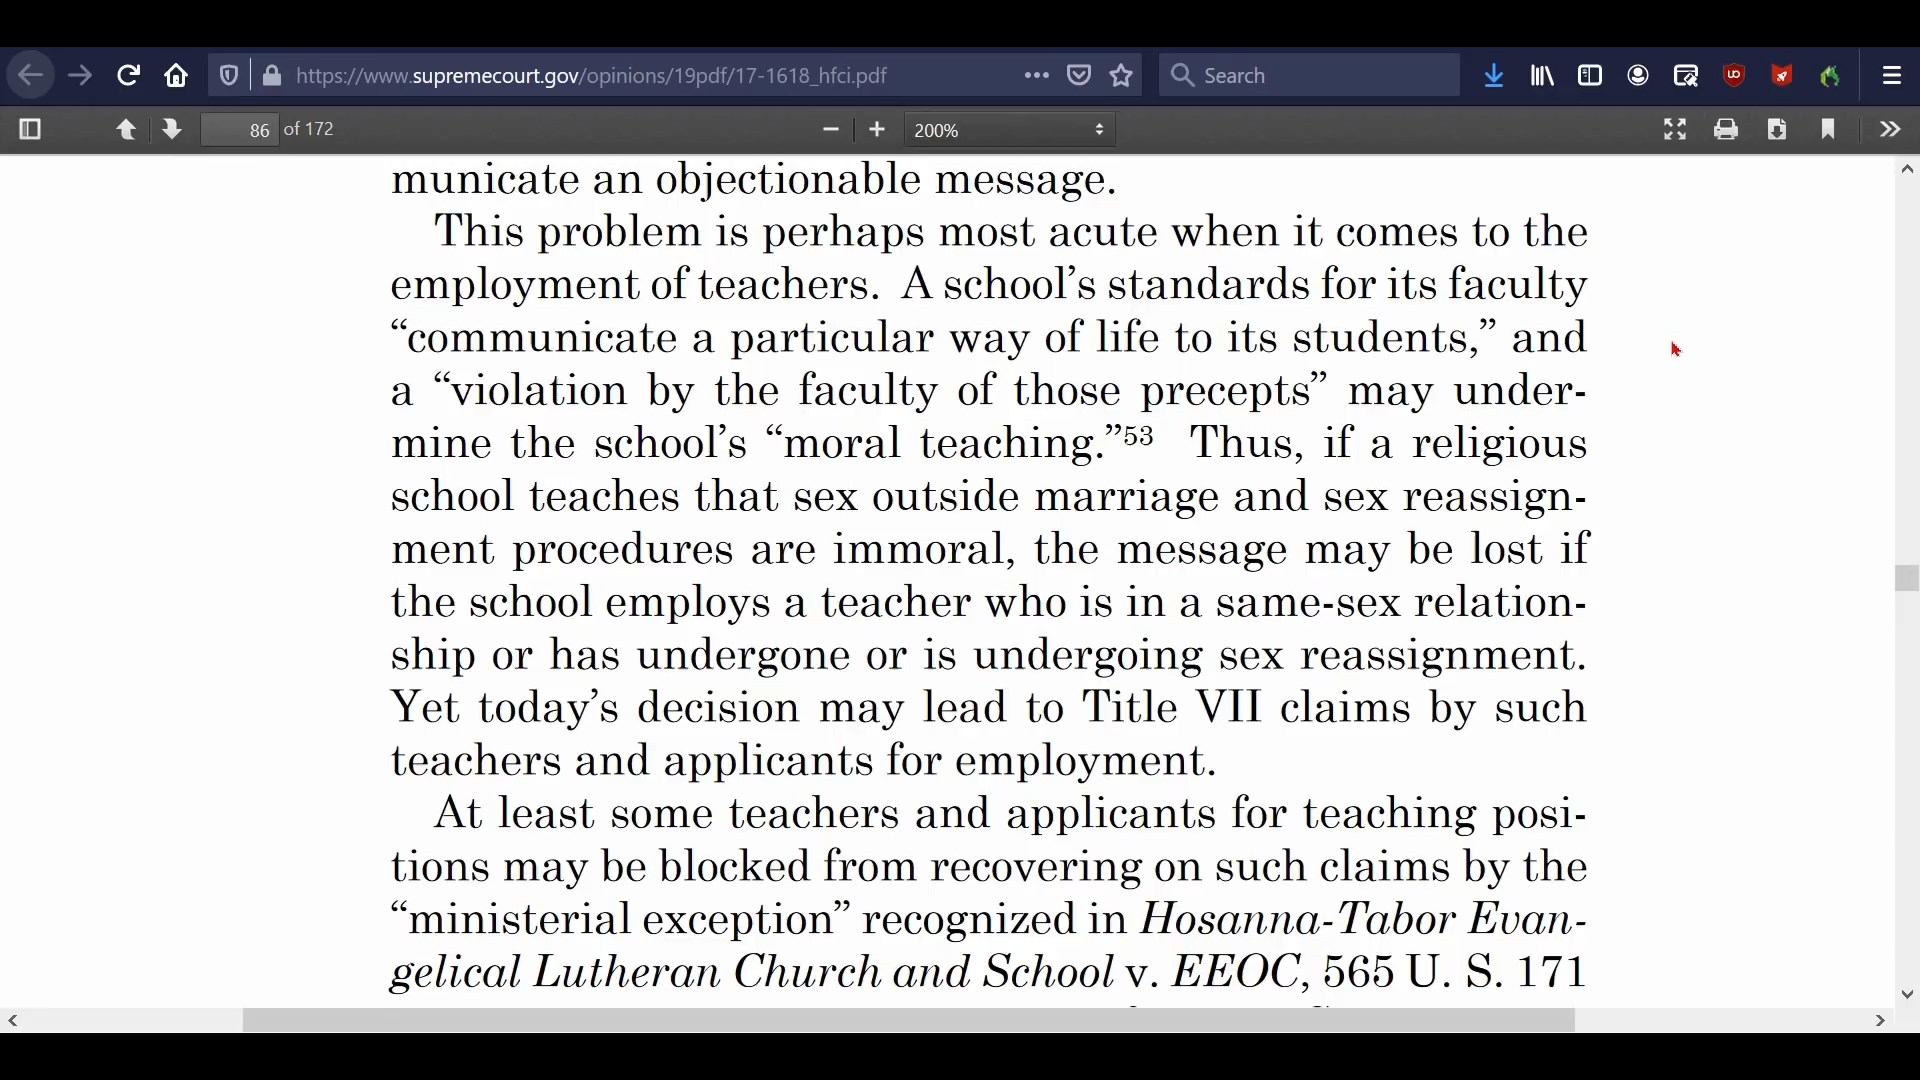 https://www.supremecourt.gov/opinions/19pdf/17-1618_hfci.pdf
Search
86 of 172
200%
municate an objectionable message.
This problem is perhaps most acute when it comes to the
employment of teachers. A school’s standards for its faculty
“communicate a particular way of life to its students,” and
a “violation by the faculty of those precepts” may under-
mine the school’s “moral teaching.”53 Thus, if a religious
school teaches that sex outside marriage and sex reassign-
ment procedures are immoral, the message may be lost if
the school employs a teacher who is in a same-sex relation-
ship or has undergone or is undergoing sex reassignment.
Yet today’s decision may lead to Title VII claims by such
teachers and applicants for employment.
At least some teachers and applicants for teaching posi-
tions may be blocked from recovering on such claims by the
“ministerial exception” recognized in Hosanna-Tabor Evan-
gelical Lutheran Church and School v. EEOC, 565 U. S. 171